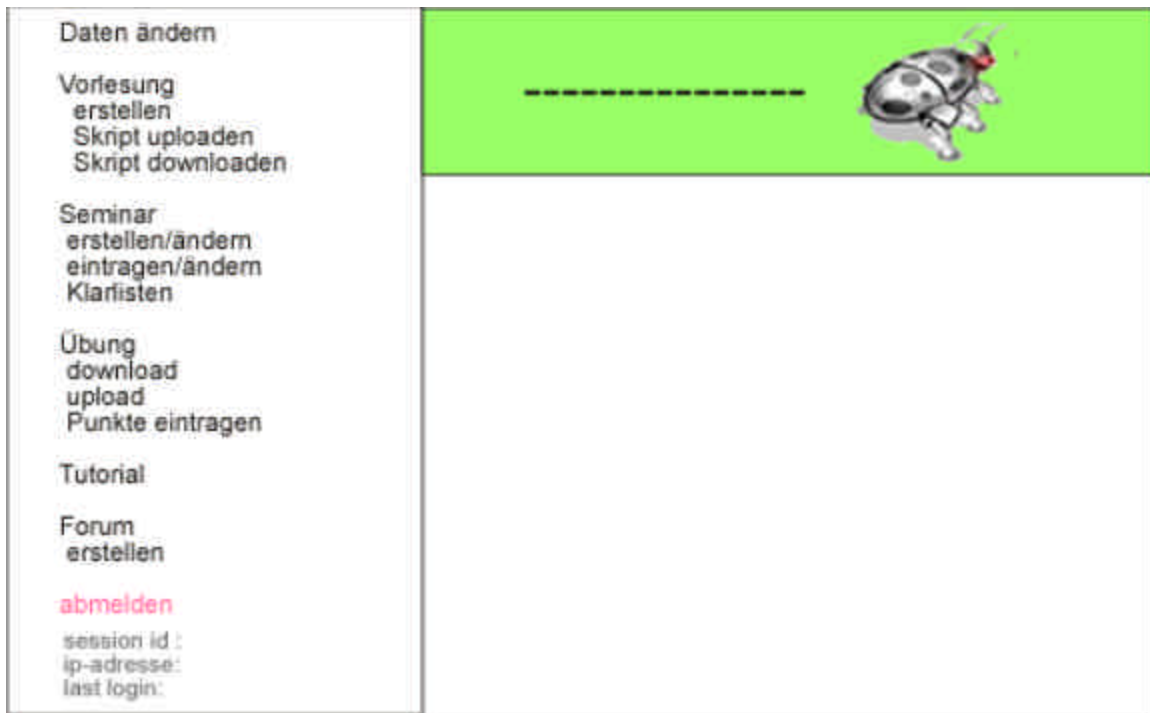 Daten ändern
Vorlesung
erstellen
Skript uploaden
Skript downloaden
Seminar
erstellen/ändern
eintragen/ändern
Klarlisten
Übung
download
upload
Punkte eintragen
Tutorial
Forum
erstellen
abmelden
session id :
ip-adresse:
last login:
---------------